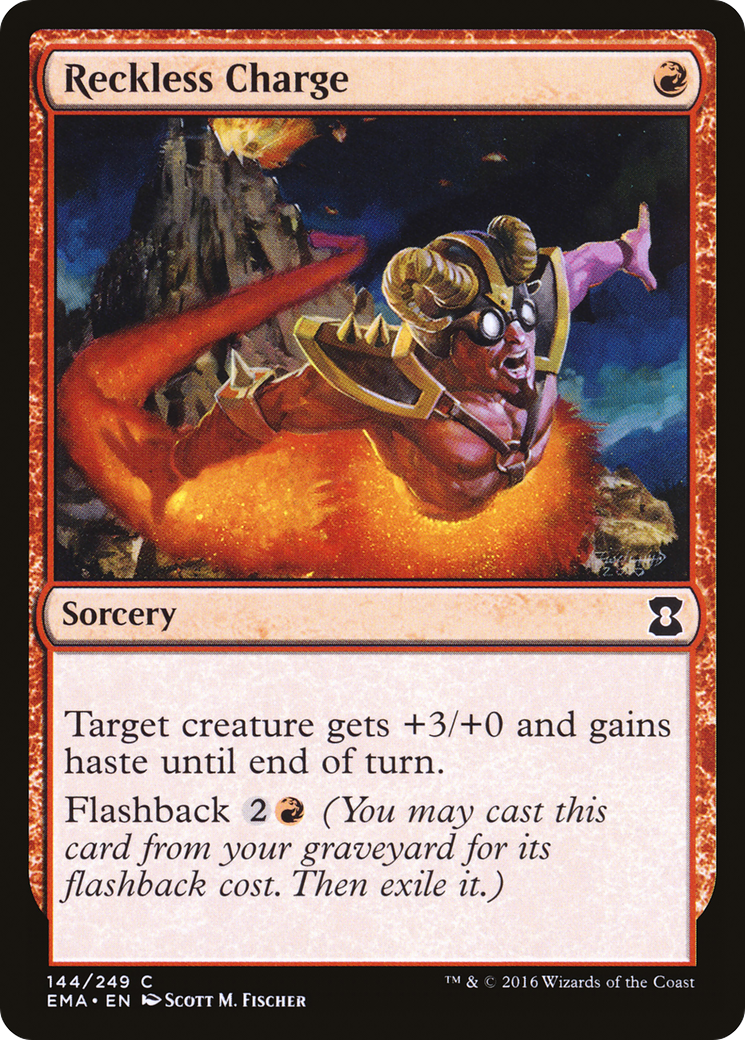 Reckless Charge
Sorcery
Target creature gets +3/+0 and gains
haste until end of turn.
Flashback 2 (You may cast this
card from your graveyard for its
flashback cost. Then exile it.)
144/249 C
™ & © 2016 Wizards of the Coast
EMA • EN Scott M. Fischer